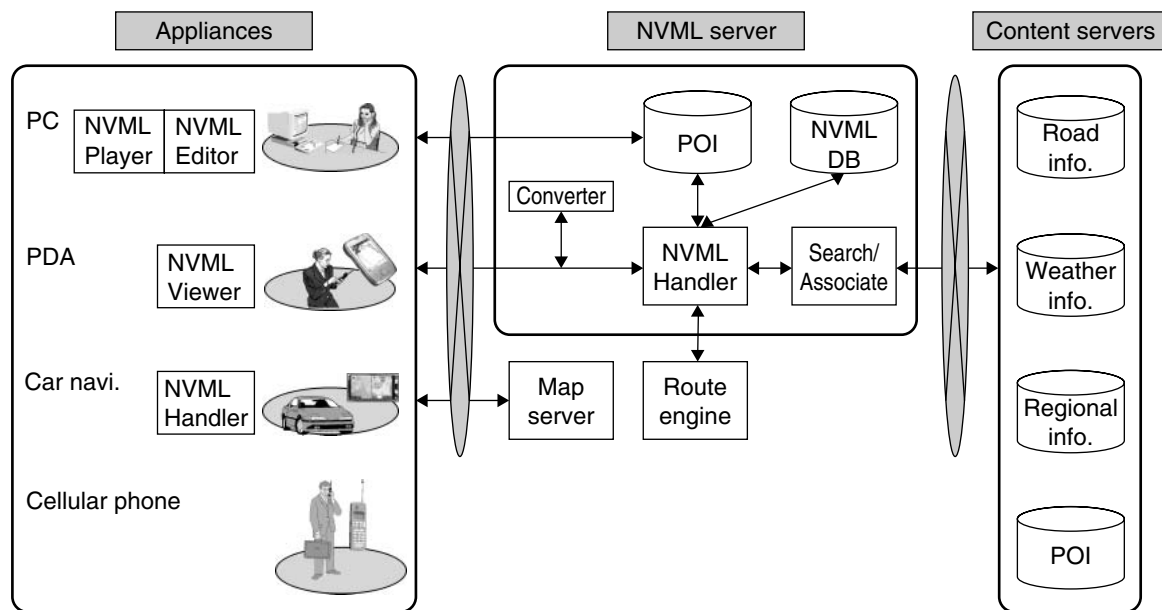 Appliances
NVML server
Content servers
PC
NVML
Player
NVML
Editor
PDA
NVML
Viewer
Car navi.
NVML
Handler
Cellular phone
POI
NVML
DB
Converter
NVML
Handler
Search/
Associate
Map
server
Route
engine
Road
info.
Weather
info.
Regional
info.
POI